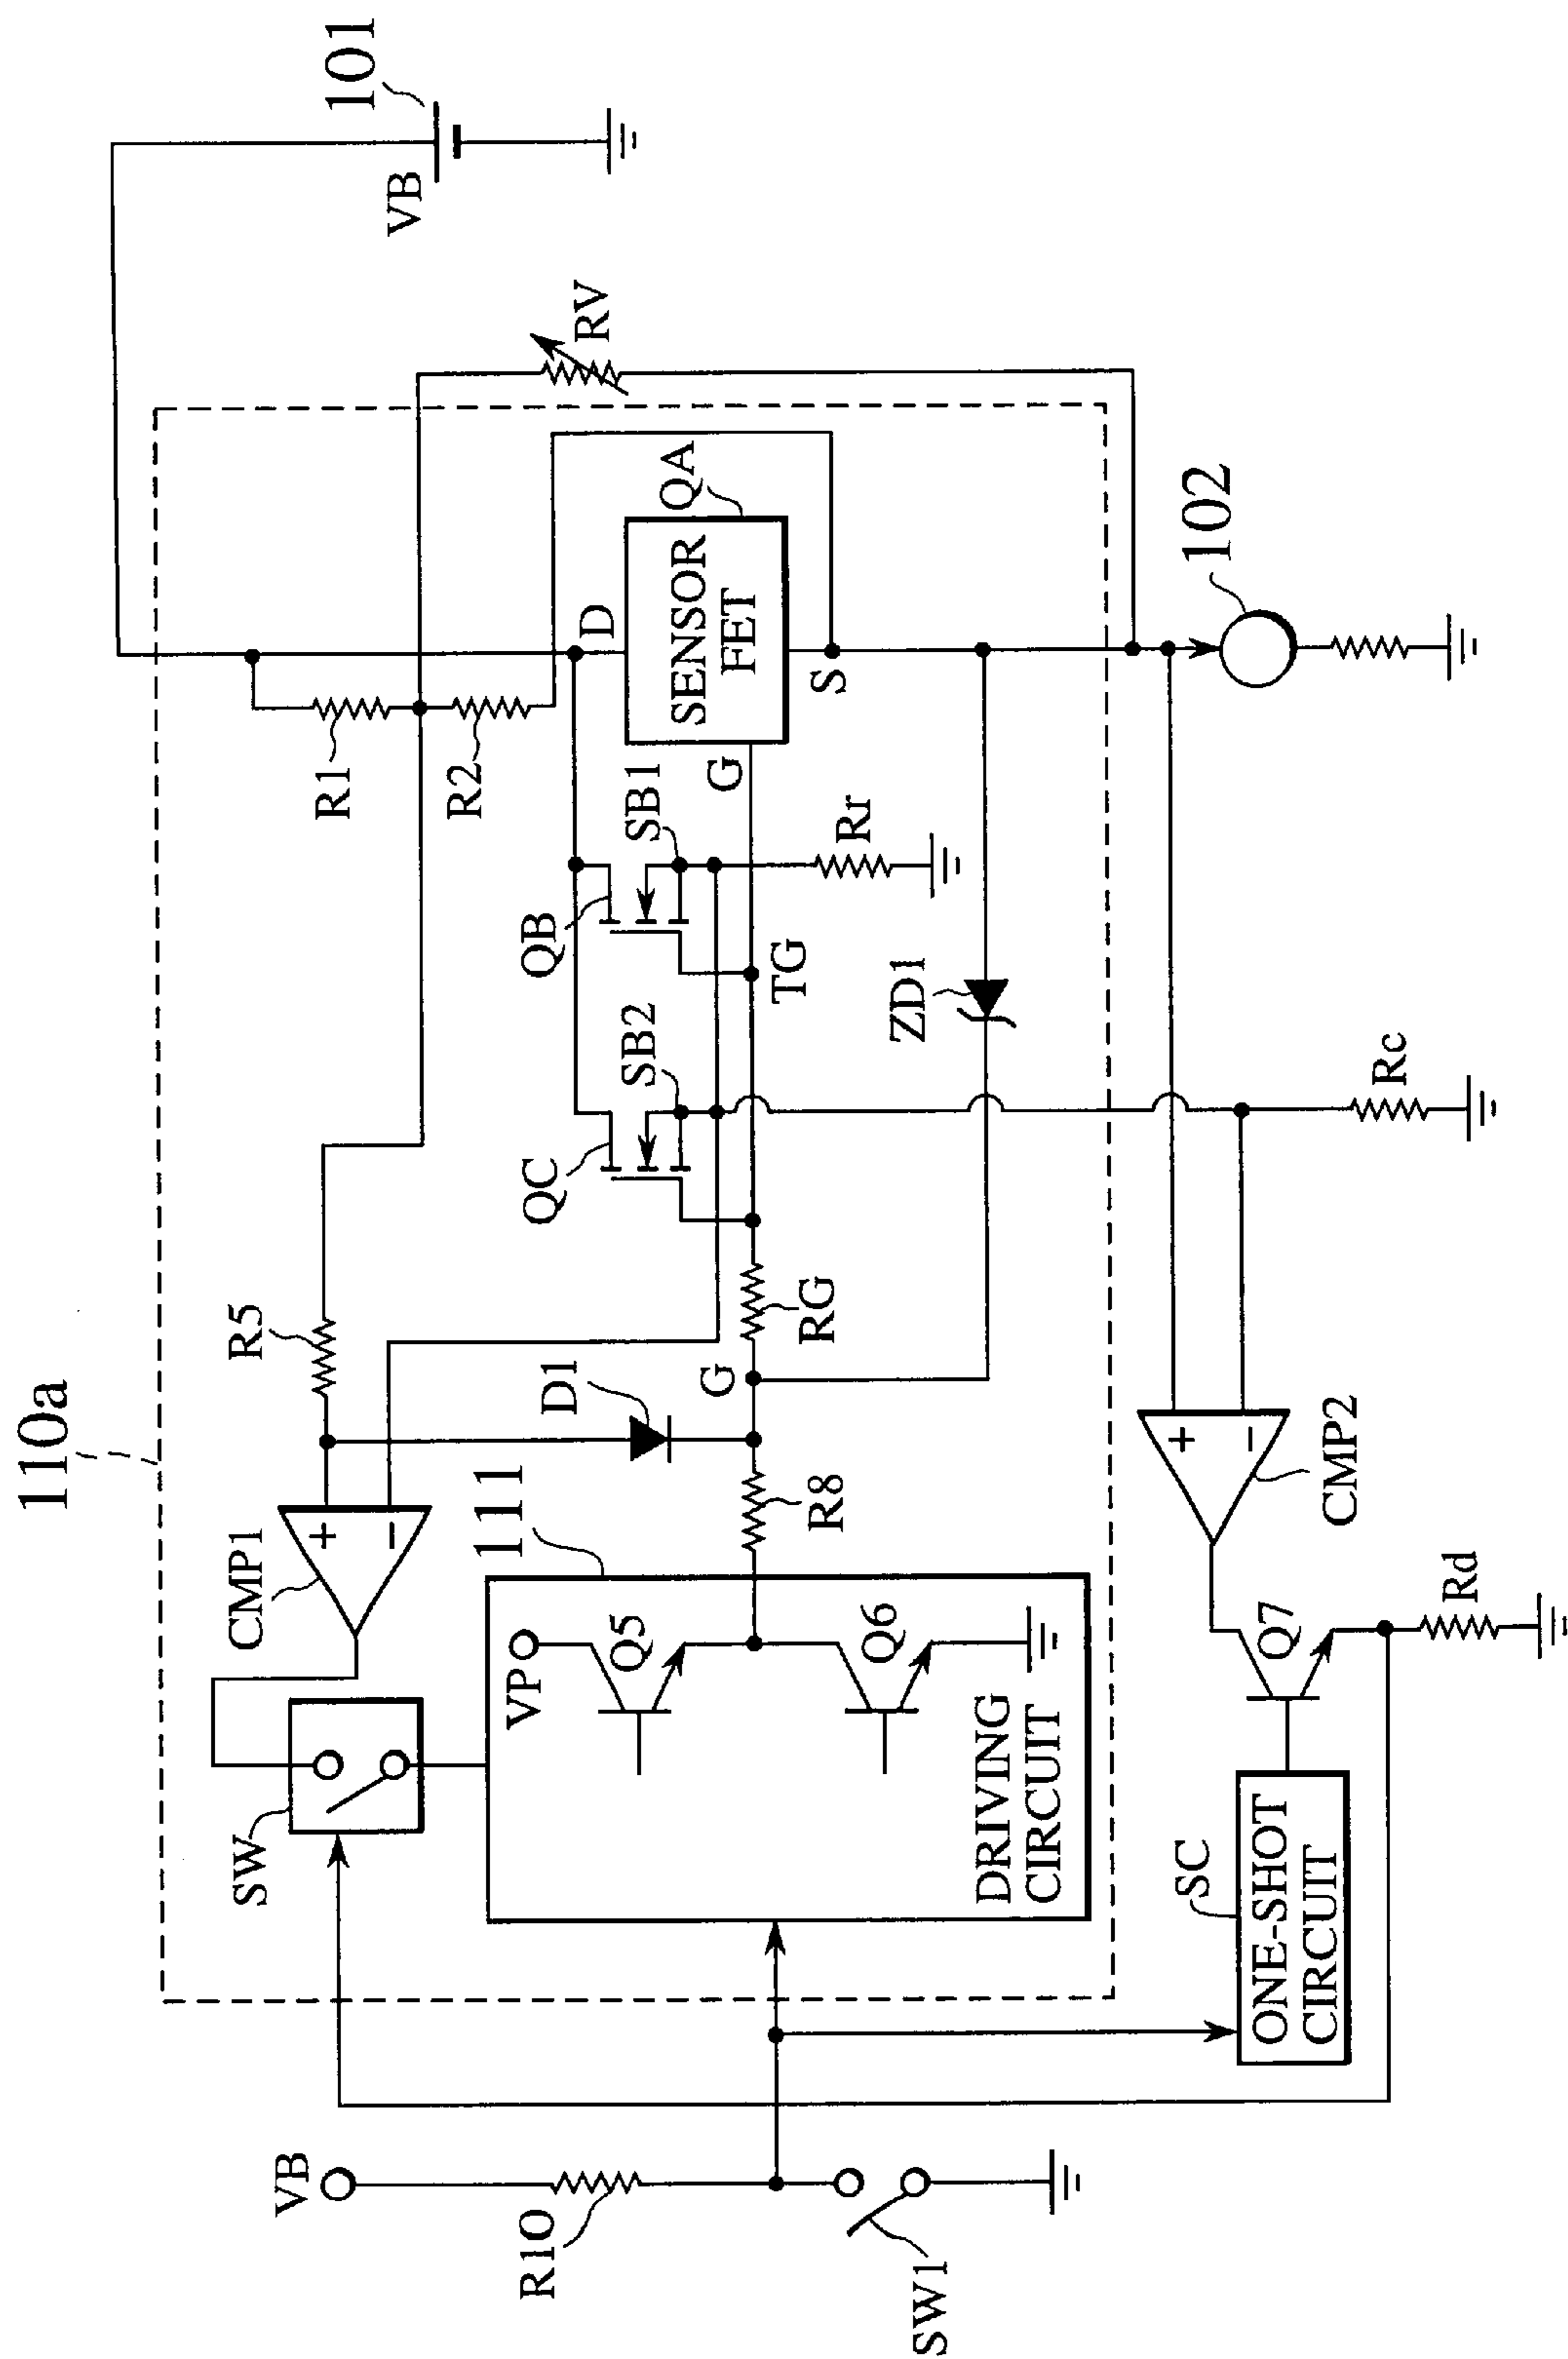 110a
101
VB
RV
R1
R2
D
SENSOR
FET
QA
S
G
QB
SB1
Rr
TG
QC
SB2
ZD1
102
Rc
R5
RG
G
D1
R8
CMP1
+
−
111
VP
Q5
Q6
DRIVING
CIRCUIT
SW
+
−
CMP2
Q7
Rd
SC
ONE-SHOT
CIRCUIT
VB
R10
SW1